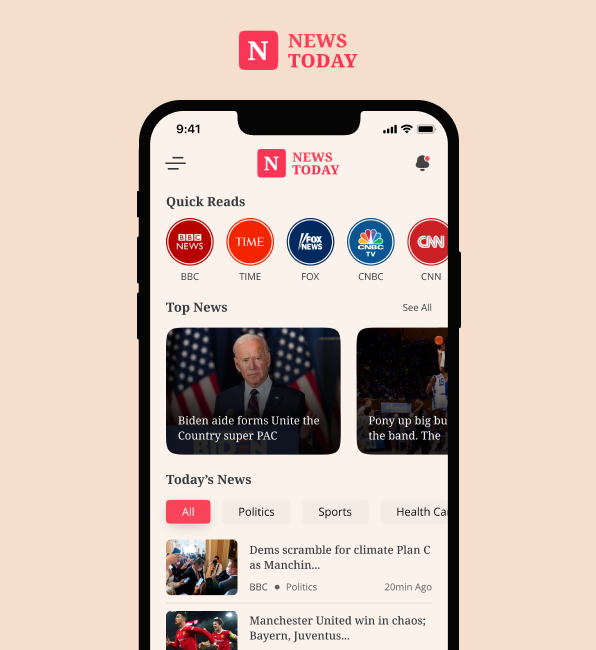 N
NEWS
TODAY
9:41
N
NEWS
TODAY
Quick Reads
BBC
NEWS
TIME
FOX
NEWS
CNBC
TV
CNN
BBC
TIME
FOX
CNBC
CNN
Top News
See All
Biden aide forms Unite the
Country super PAC
Pony up big bu
the band. The
Today's News
All
Politics
Sports
Health Ca
Dems scramble for climate Plan C
as Manchin...
BBC ● Politics
20min Ago
Manchester United win in chaos;
Bayern, Juventus...